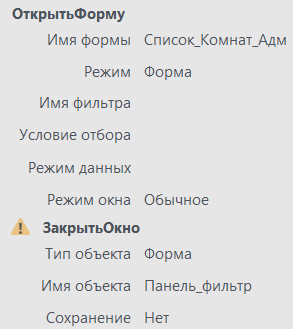 ОткрытьФорму
Имя формы Список_Комнат_Адм
Режим Форма
Имя фильтра
Условие отбора
Режим данных
Режим окна Обычное
ЗакрытьОкно
Тип объекта Форма
Имя объекта Панель_фильтр
Сохранение Нет